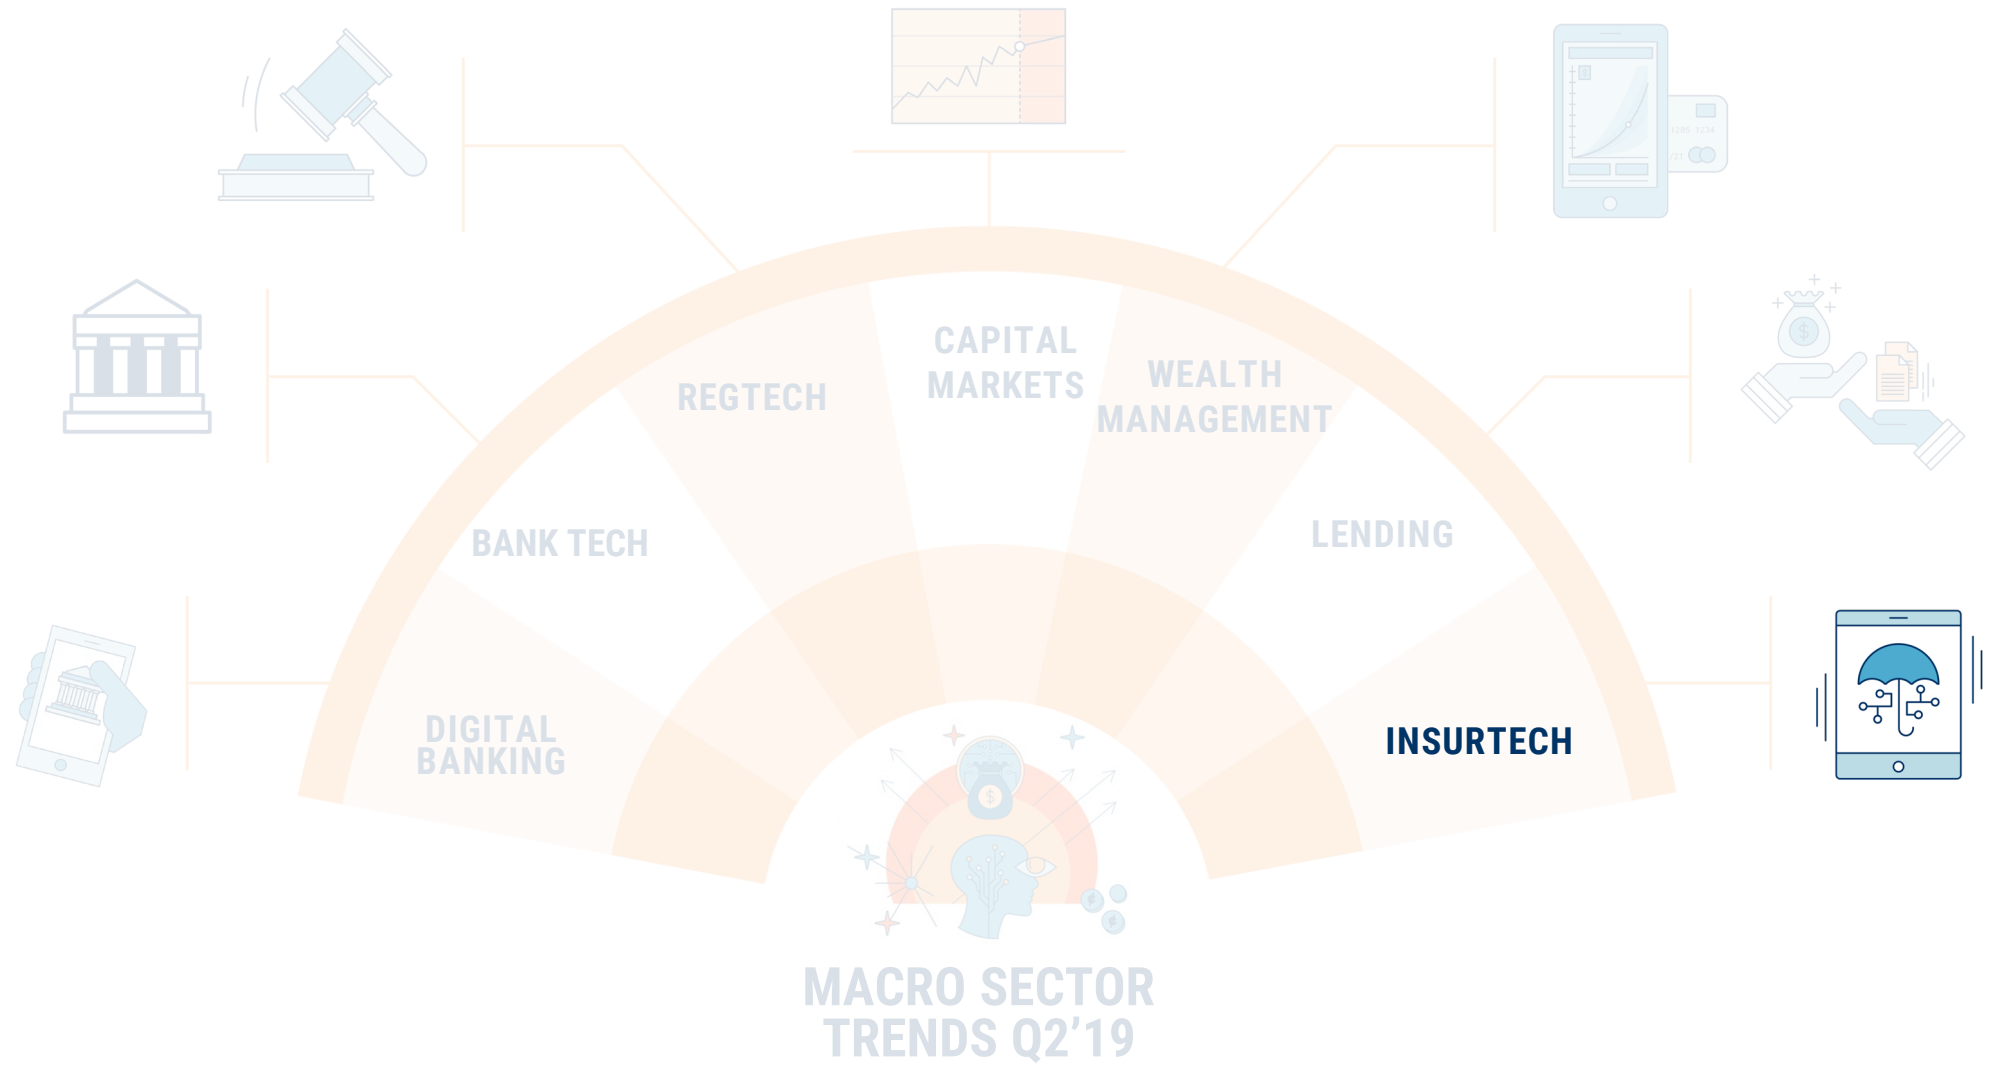 CAPITAL
MARKETS
WEALTH
MANAGEMENT
REGTECH
BANK TECH
LENDING
DIGITAL
BANKING
INSURTECH
MACRO SECTOR
TRENDS Q2’19